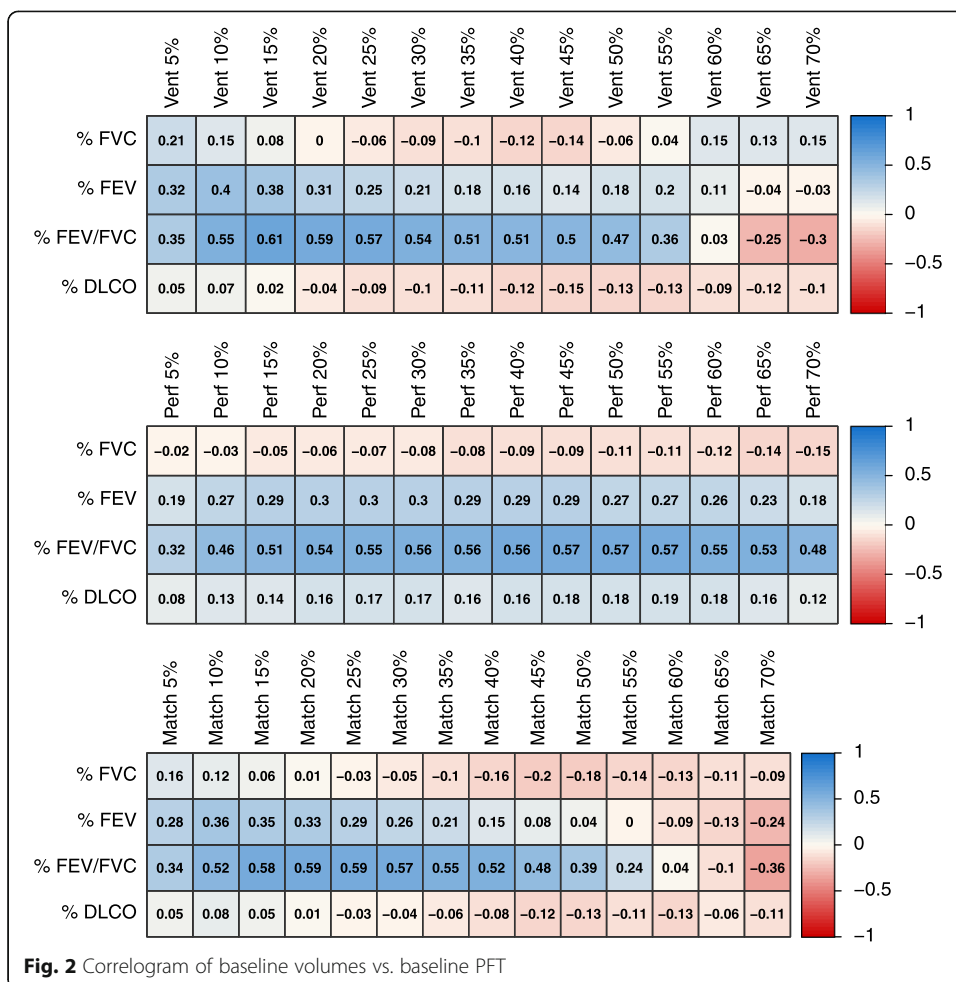 Vent 5% Vent 10% Vent 15% Vent 20% Vent 25% Vent 30% Vent 35% Vent 40% Vent 45% Vent 50% Vent 55% Vent 60% Vent 65% Vent 70%
% FVC 0.21 0.15 0.08 0 −0.06 −0.09 −0.1 −0.12 −0.14 −0.06 0.04 0.15 0.13 0.15
% FEV 0.32 0.4 0.38 0.31 0.25 0.21 0.18 0.16 0.14 0.18 0.2 0.11 −0.04 −0.03
% FEV/FVC 0.35 0.55 0.61 0.59 0.57 0.54 0.51 0.51 0.5 0.47 0.36 0.03 −0.25 −0.3
% DLCO 0.05 0.07 0.02 −0.04 −0.09 −0.1 −0.11 −0.12 −0.15 −0.13 −0.13 −0.09 −0.12 −0.1
1
0.5
0
−0.5
−1
Perf 5% Perf 10% Perf 15% Perf 20% Perf 25% Perf 30% Perf 35% Perf 40% Perf 45% Perf 50% Perf 55% Perf 60% Perf 65% Perf 70%
% FVC −0.02 −0.03 −0.05 −0.06 −0.07 −0.08 −0.08 −0.09 −0.09 −0.11 −0.11 −0.12 −0.14 −0.15
% FEV 0.19 0.27 0.29 0.3 0.3 0.3 0.29 0.29 0.29 0.27 0.27 0.26 0.23 0.18
% FEV/FVC 0.32 0.46 0.51 0.54 0.55 0.56 0.56 0.56 0.57 0.57 0.57 0.55 0.53 0.48
% DLCO 0.08 0.13 0.14 0.16 0.17 0.17 0.16 0.16 0.18 0.18 0.19 0.18 0.16 0.12
1
0.5
0
−0.5
−1
Match 5% Match 10% Match 15% Match 20% Match 25% Match 30% Match 35% Match 40% Match 45% Match 50% Match 55% Match 60% Match 65% Match 70%
% FVC 0.16 0.12 0.06 0.01 −0.03 −0.05 −0.1 −0.16 −0.2 −0.18 −0.14 −0.13 −0.11 −0.09
% FEV 0.28 0.36 0.35 0.33 0.29 0.26 0.21 0.15 0.08 0.04 0 −0.09 −0.13 −0.24
% FEV/FVC 0.34 0.52 0.58 0.59 0.59 0.57 0.55 0.52 0.48 0.39 0.24 0.04 −0.1 −0.36
% DLCO 0.05 0.08 0.05 0.01 −0.03 −0.04 −0.06 −0.08 −0.12 −0.13 −0.11 −0.13 −0.06 −0.11
1
0.5
0
−0.5
−1
Fig. 2 Correlogram of baseline volumes vs. baseline PFT